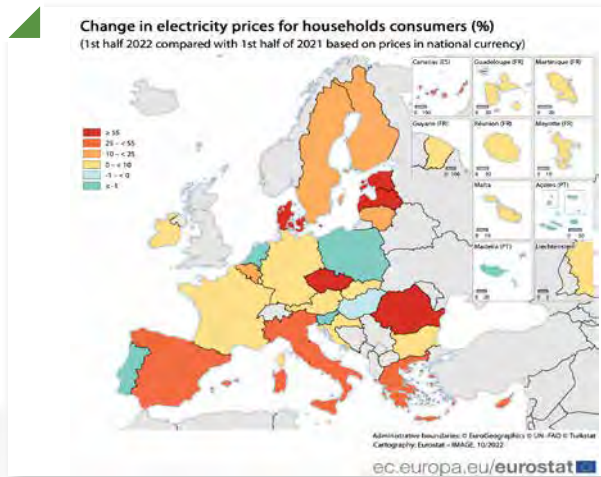 Change in electricity prices for households consumers (%)
(1st half 2022 compared with 1st half of 2021 based on prices in national currency)
Canarias (ES)
Guadeloupe (FR)
Martinique (FR)
Guyane (FR)
Réunion (FR)
Mayotte (FR)
Malta
Açores (PT)
Madeira (PT)
Liechtenstein
≥ 55
25 – < 55
10 – < 25
0 – < 10
-1 – < 0
Administrative boundaries: © EuroGeographics © UN–FAO © Turkstat
Cartography: Eurostat – IMAGE, 10/2022
ec.europa.eu/eurostat